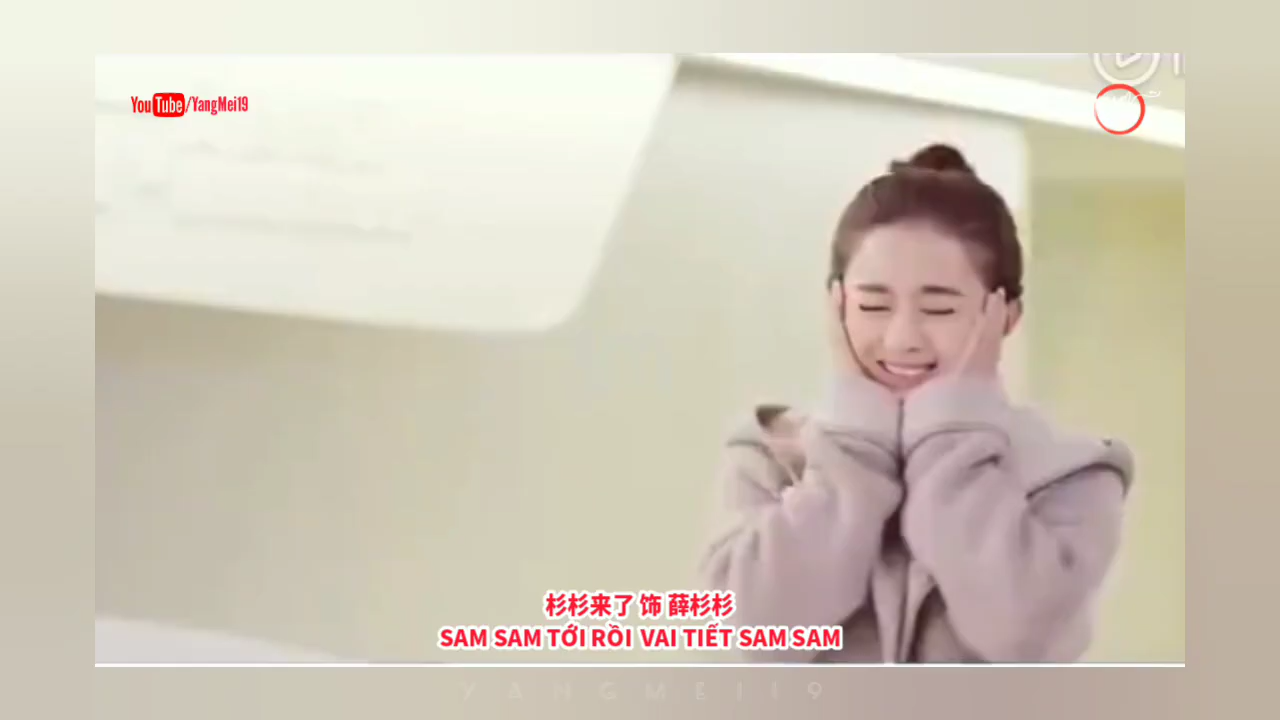 YouTube/YangMei19
杉杉来了 饰 薛杉杉
SAM SAM TỚI RỒI VAI TIẾT SAM SAM
YANGMEI19